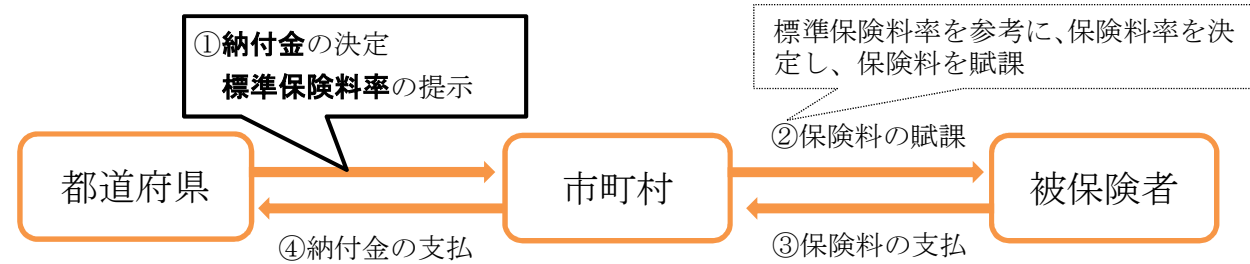 ①納付金の決定
標準保険料率の提示
標準保険料率を参考に、保険料率を決
定し、保険料を賦課
②保険料の賦課
都道府県
市町村
被保険者
④納付金の支払
③保険料の支払